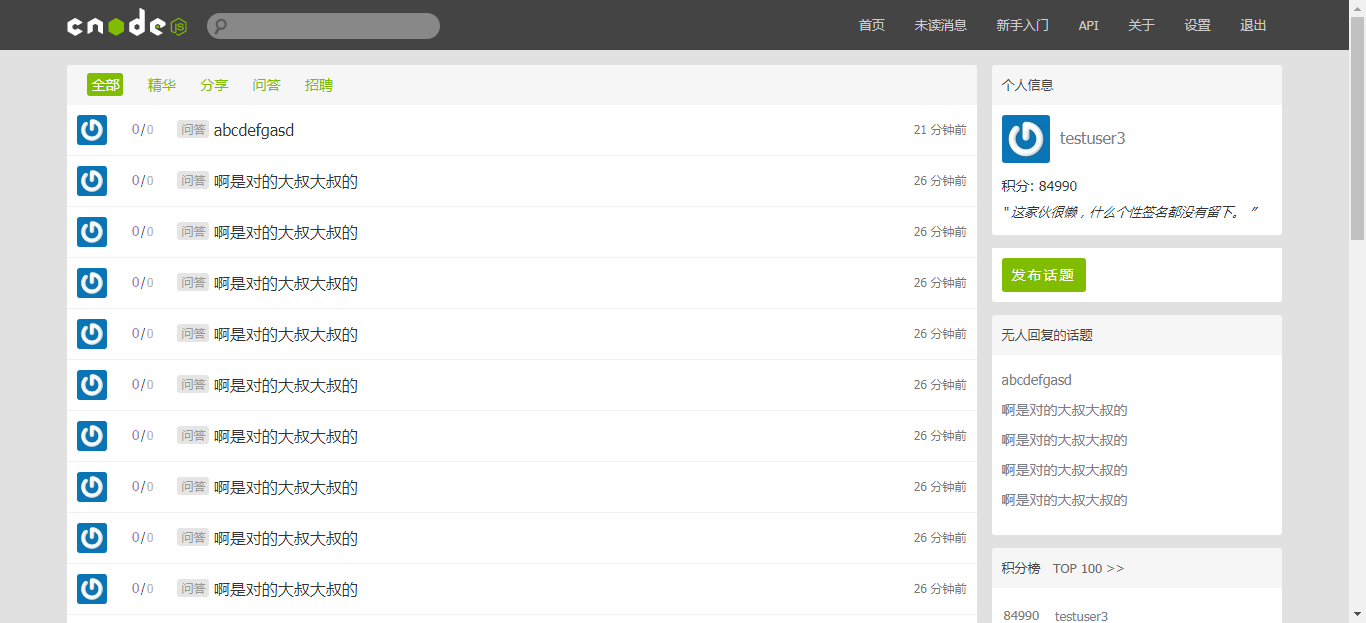 cnode JS 首页 未读消息 新手入门 API 关于 设置 退出
全部 精华 分享 问答 招聘
0/0 问答 abcdefgasd 21 分钟前
0/0 问答 啊是对的大叔大叔的 26 分钟前
0/0 问答 啊是对的大叔大叔的 26 分钟前
0/0 问答 啊是对的大叔大叔的 26 分钟前
0/0 问答 啊是对的大叔大叔的 26 分钟前
0/0 问答 啊是对的大叔大叔的 26 分钟前
0/0 问答 啊是对的大叔大叔的 26 分钟前
0/0 问答 啊是对的大叔大叔的 26 分钟前
0/0 问答 啊是对的大叔大叔的 26 分钟前
0/0 问答 啊是对的大叔大叔的 26 分钟前
个人信息
testuser3
积分: 84990
" 这家伙很懒，什么个性签名都没有留下。 ”
发布话题
无人回复的话题
abcdefgasd
啊是对的大叔大叔的
啊是对的大叔大叔的
啊是对的大叔大叔的
啊是对的大叔大叔的
积分榜 TOP 100 >>
84990 testuser3